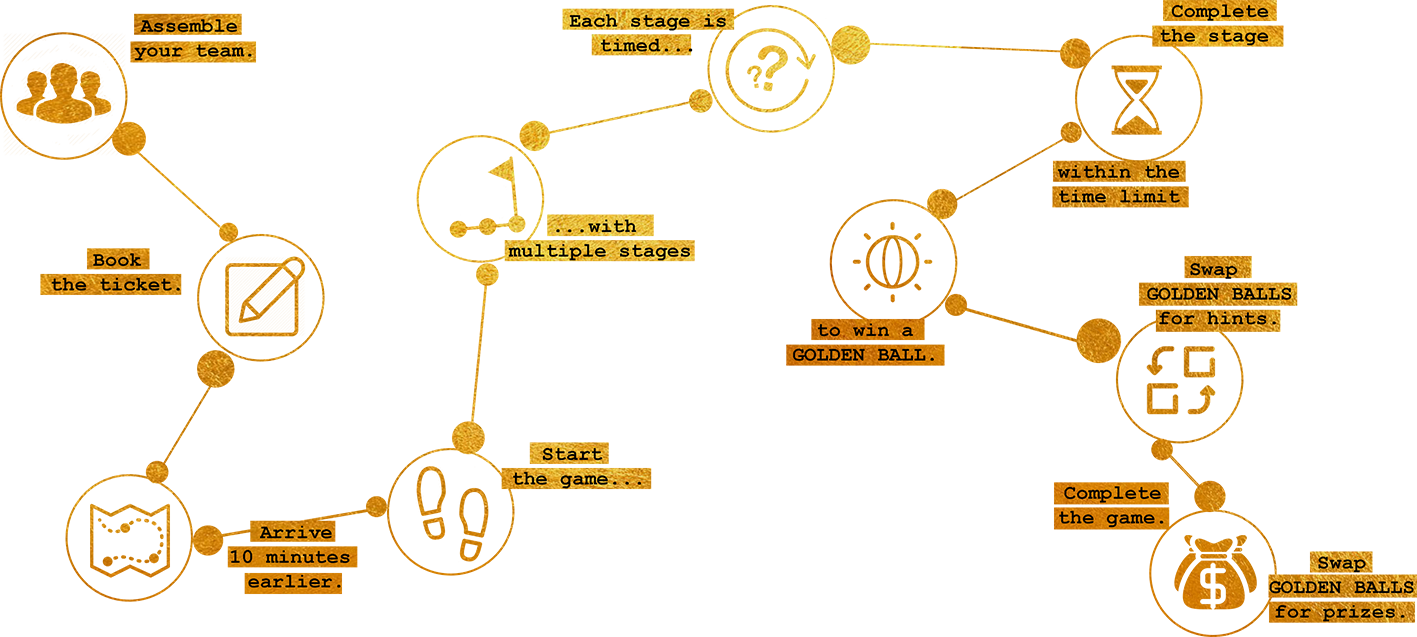 Assemble
your team.
Book
the ticket.
Arrive
10 minutes
earlier.
Start
the game...
...with
multiple stages
Each stage is
timed...
Complete
the stage
within the
time limit
to win a
GOLDEN BALL.
Swap
GOLDEN BALLS
for hints.
Complete
the game.
Swap
GOLDEN BALLS
for prizes.